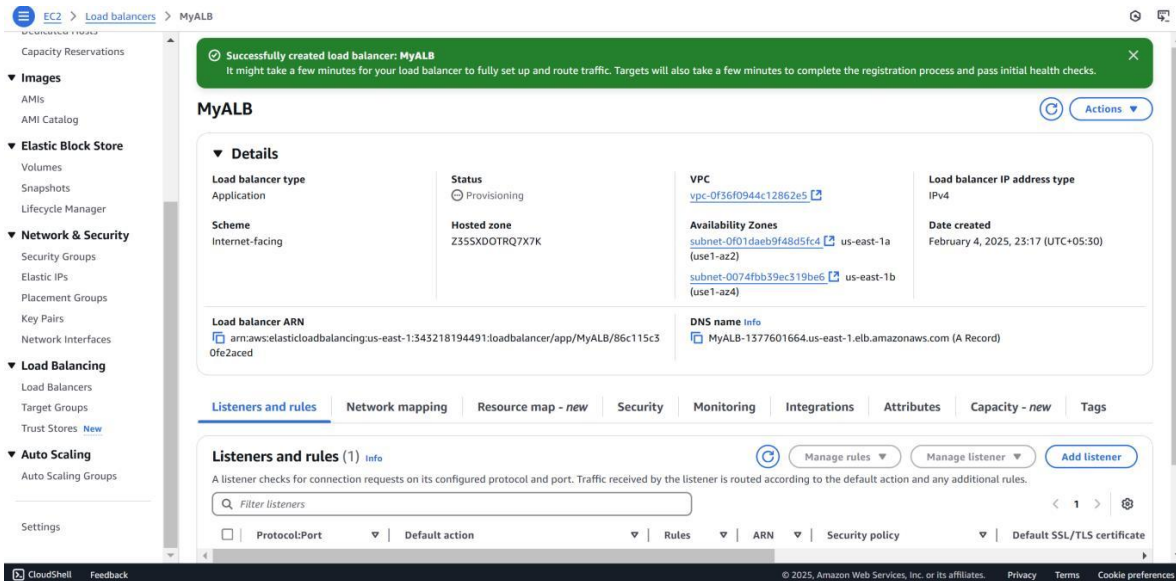 EC2 > Load balancers > MyALB
Dedicated Hosts
Capacity Reservations
Images
AMIs
AMI Catalog
Elastic Block Store
Volumes
Snapshots
Lifecycle Manager
Network & Security
Security Groups
Elastic IPs
Placement Groups
Key Pairs
Network Interfaces
Load Balancing
Load Balancers
Target Groups
Trust Stores New
Auto Scaling
Auto Scaling Groups
Settings
Successfully created load balancer: MyALB
It might take a few minutes for your load balancer to fully set up and route traffic. Targets will also take a few minutes to complete the registration process and pass initial health checks.
MyALB
Actions
Details
Load balancer type
Application
Status
Provisioning
VPC
vpc-0f36f0944c12862e5
Load balancer IP address type
IPv4
Scheme
Internet-facing
Hosted zone
Z35SXDOTRQ7X7K
Availability Zones
subnet-0f01daeb9f48d5fc4 us-east-1a
(use1-az2)
subnet-0074fbb39ec319be6 us-east-1b
(use1-az4)
Date created
February 4, 2025, 23:17 (UTC+05:30)
Load balancer ARN
arn:aws:elasticloadbalancing:us-east-1:343218194491:loadbalancer/app/MyALB/86c115c3
0fe2aced
DNS name Info
MyALB-1377601664.us-east-1.elb.amazonaws.com (A Record)
Listeners and rules Network mapping Resource map - new Security Monitoring Integrations Attributes Capacity - new Tags
Listeners and rules (1) Info
Manage rules Manage listener Add listener
A listener checks for connection requests on its configured protocol and port. Traffic received by the listener is routed according to the default action and any additional rules.
Filter listeners
1
Protocol:Port Default action Rules ARN Security policy Default SSL/TLS certificate
CloudShell Feedback © 2025, Amazon Web Services, Inc. or its affiliates. Privacy Terms Cookie preferences